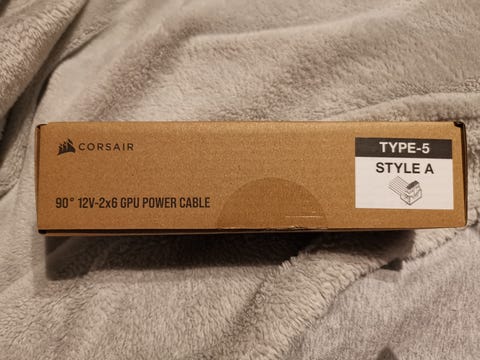 CORSAIR
TYPE-5
STYLE A
90° 12V-2x6 GPU POWER CABLE